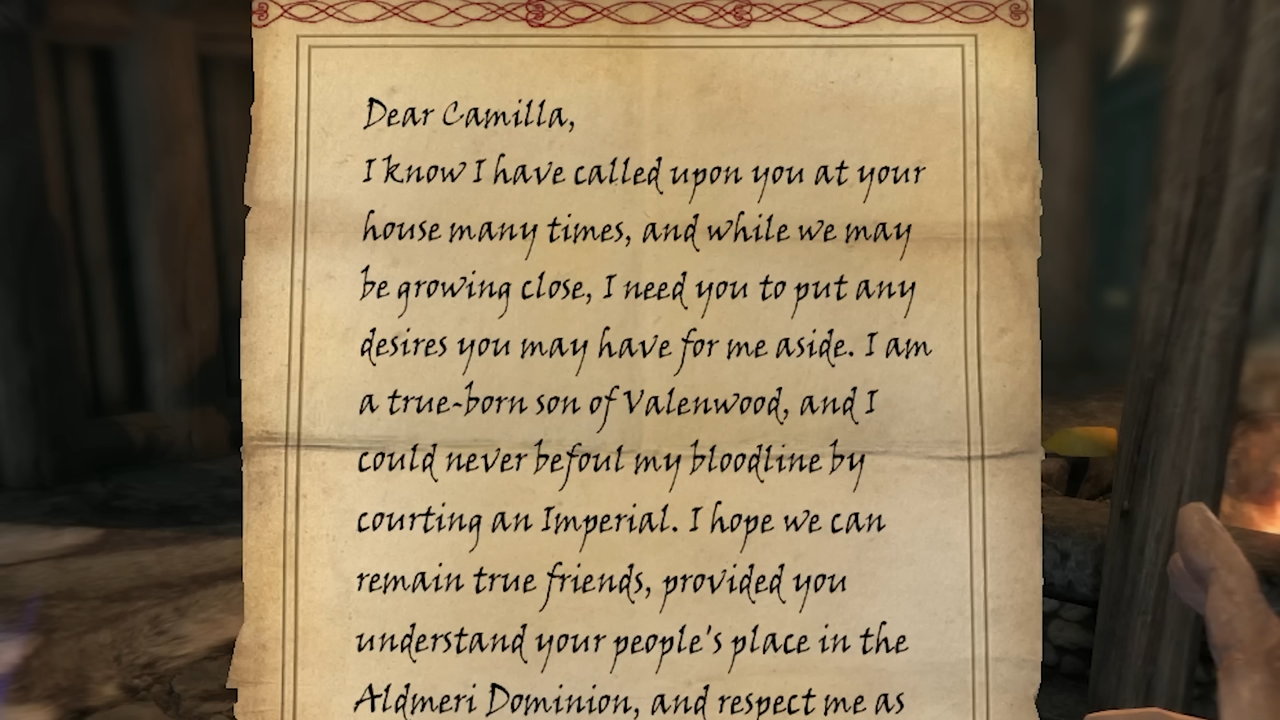 Dear Camilla,
I know I have called upon you at your
house many times, and while we may
be growing close, I need you to put any
desires you may have for me aside. I am
a true-born son of Valenwood, and I
could never befoul my bloodline by
courting an Imperial. I hope we can
remain true friends, provided you
understand your people's place in the
Aldmeri Dominion, and respect me as